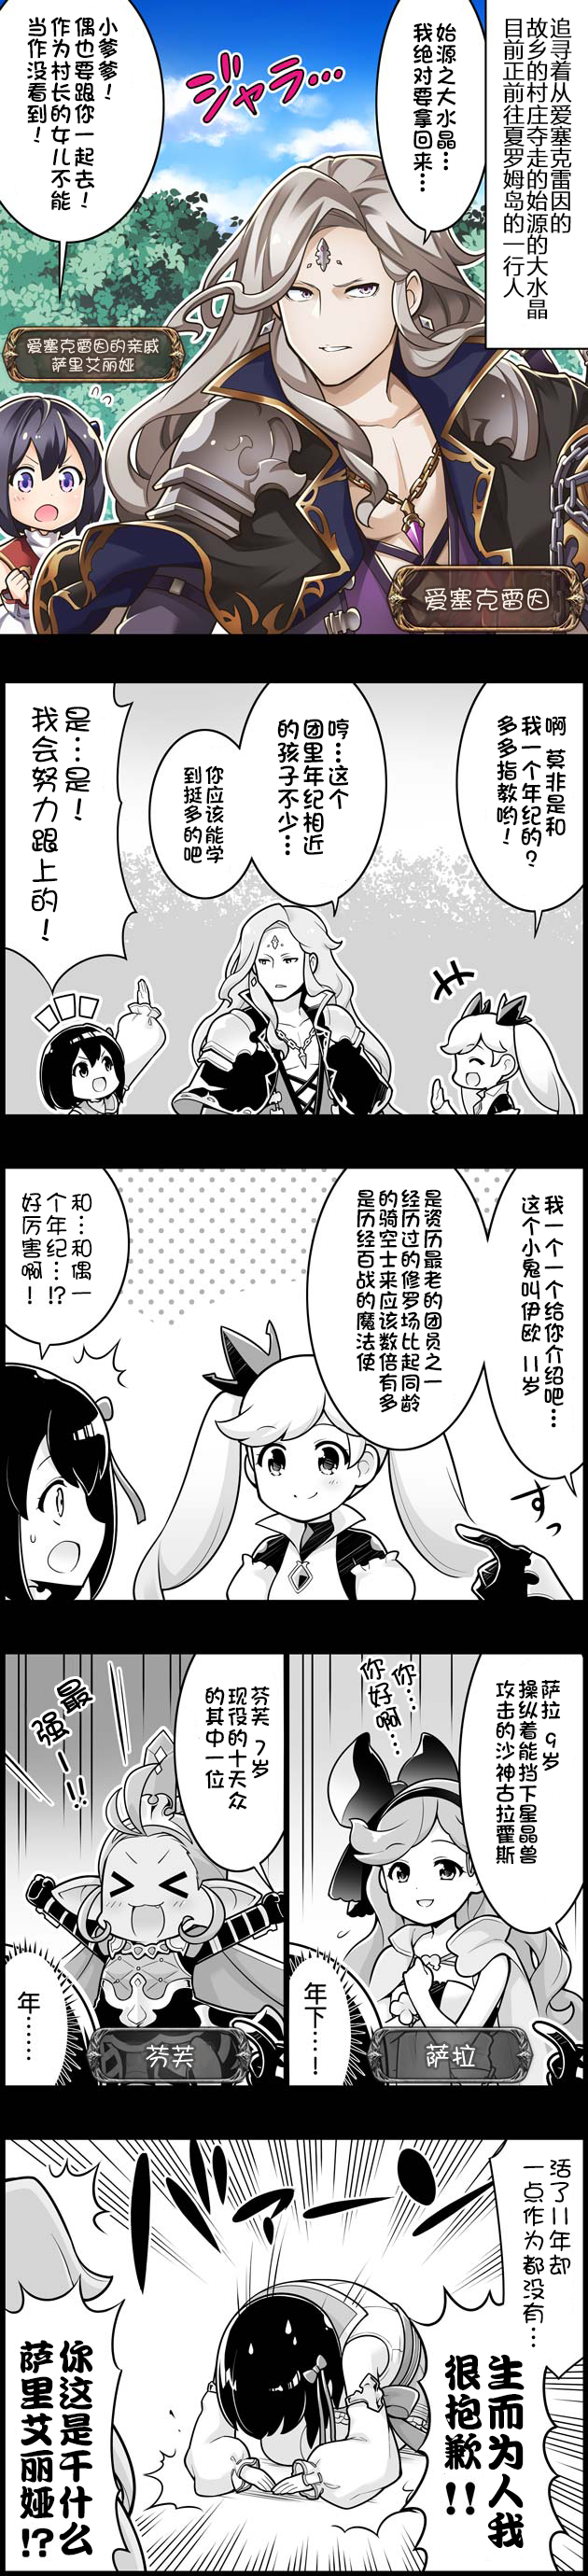 追寻着从爱塞克雷因的
故乡的村庄夺走的始源的大水晶
目前正前往夏罗姆岛的一行人
始源之大水晶…
我绝对要拿回来…
ジャラ…
小爹爹！
偶也要跟你一起去！
作为村长的女儿不能
当作没看到！
爱塞克雷因的亲戚
萨里艾丽娅
爱塞克雷因
啊 莫非是和
我一个年纪的？
多多指教哟！
哼…这个
团里年纪相近
的孩子不少…
你应该能学
到挺多的吧
是…是！
我会努力跟上的！
我一个一个给你介绍吧…
这个小鬼叫伊欧 11岁
是资历最老的团员之一
经历过的修罗场比起同龄
的骑空士来应该数倍有多
是历经百战的魔法使
和…和偶一
个年纪…!?
好厉害啊！
すっ
萨拉 9岁
操纵着能挡下星晶兽
攻击的沙神古拉霍斯
你…
你好啊…
年下…！
萨拉
芬芙 7岁
现役的十天众
的其中一位
最
强ー!!
年……
芬芙
活了11年却
一点作为都没有…
生而为人我
很抱歉!!
你这是干什么
萨里艾丽娅!?